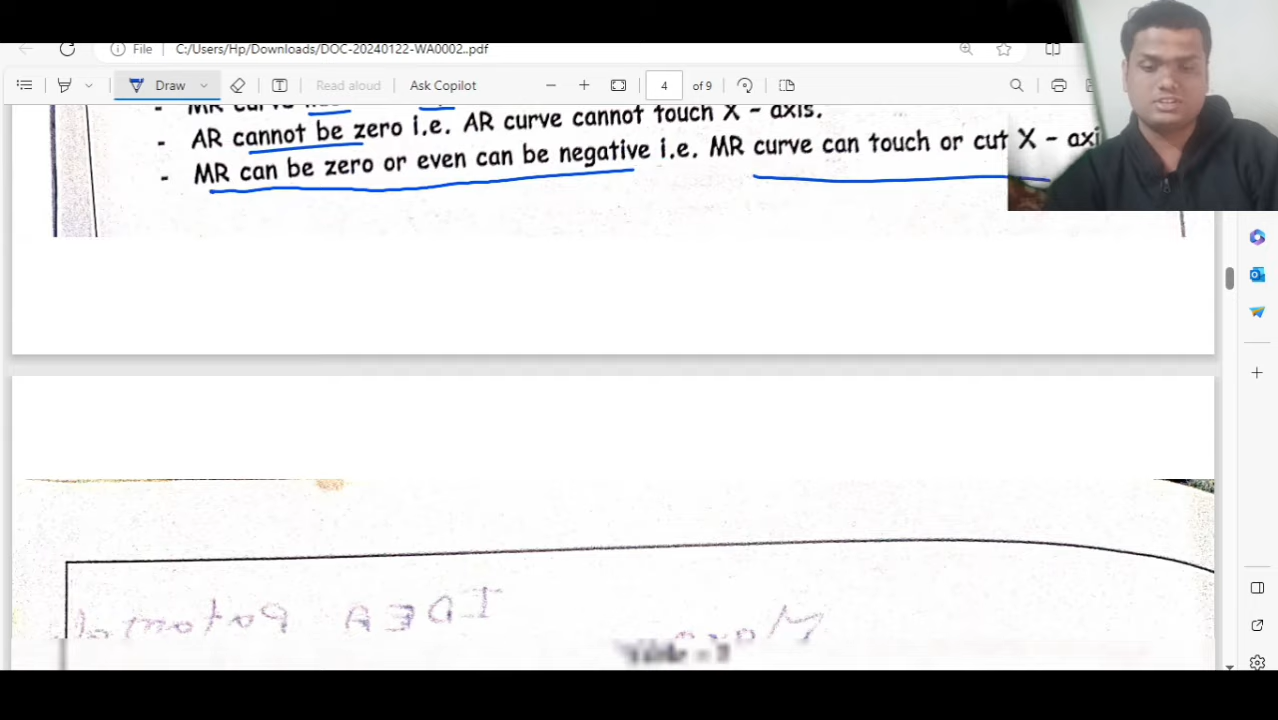 File C:/Users/Hp/Downloads/DOC-20240122-WA0002..pdf
Draw Read aloud Ask Copilot 4 of 9
- MR curve
- AR cannot be zero i.e. AR curve cannot touch X - axis.
- MR can be zero or even can be negative i.e. MR curve can touch or cut X - axi